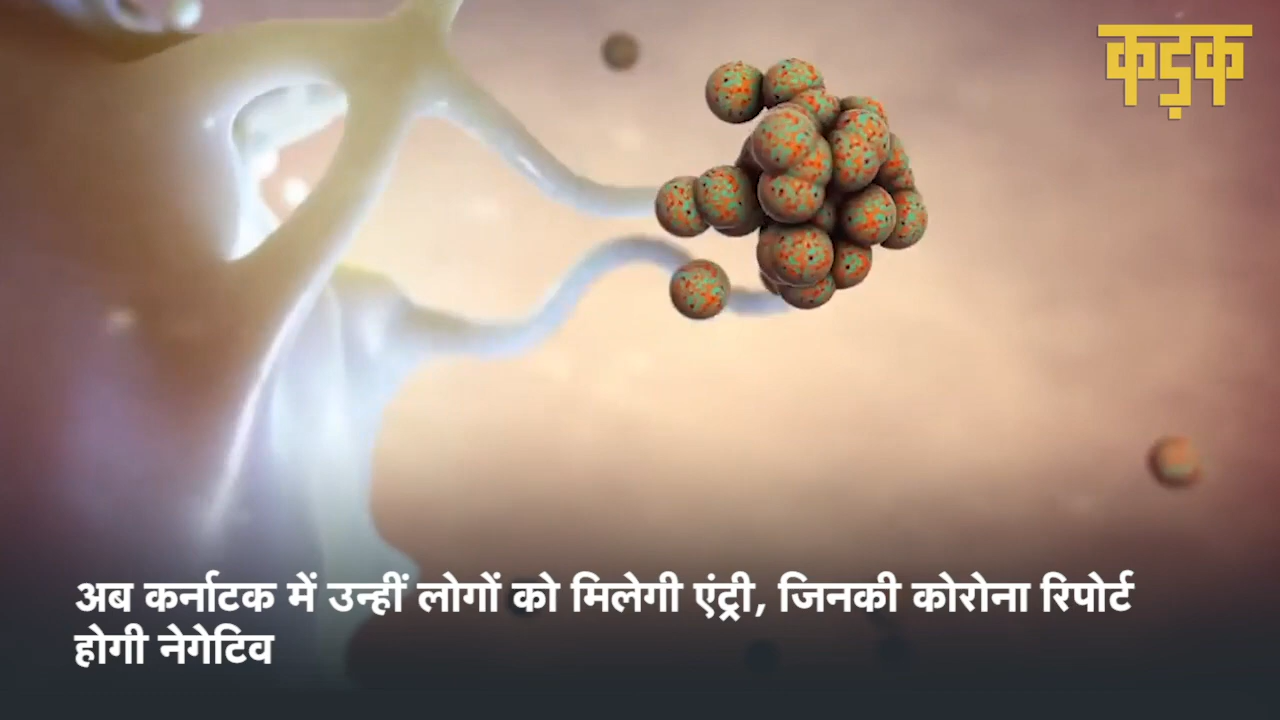 कड़क
अब कर्नाटक में उन्हीं लोगों को मिलेगी एंट्री, जिनकी कोरोना रिपोर्ट
होगी नेगेटिव